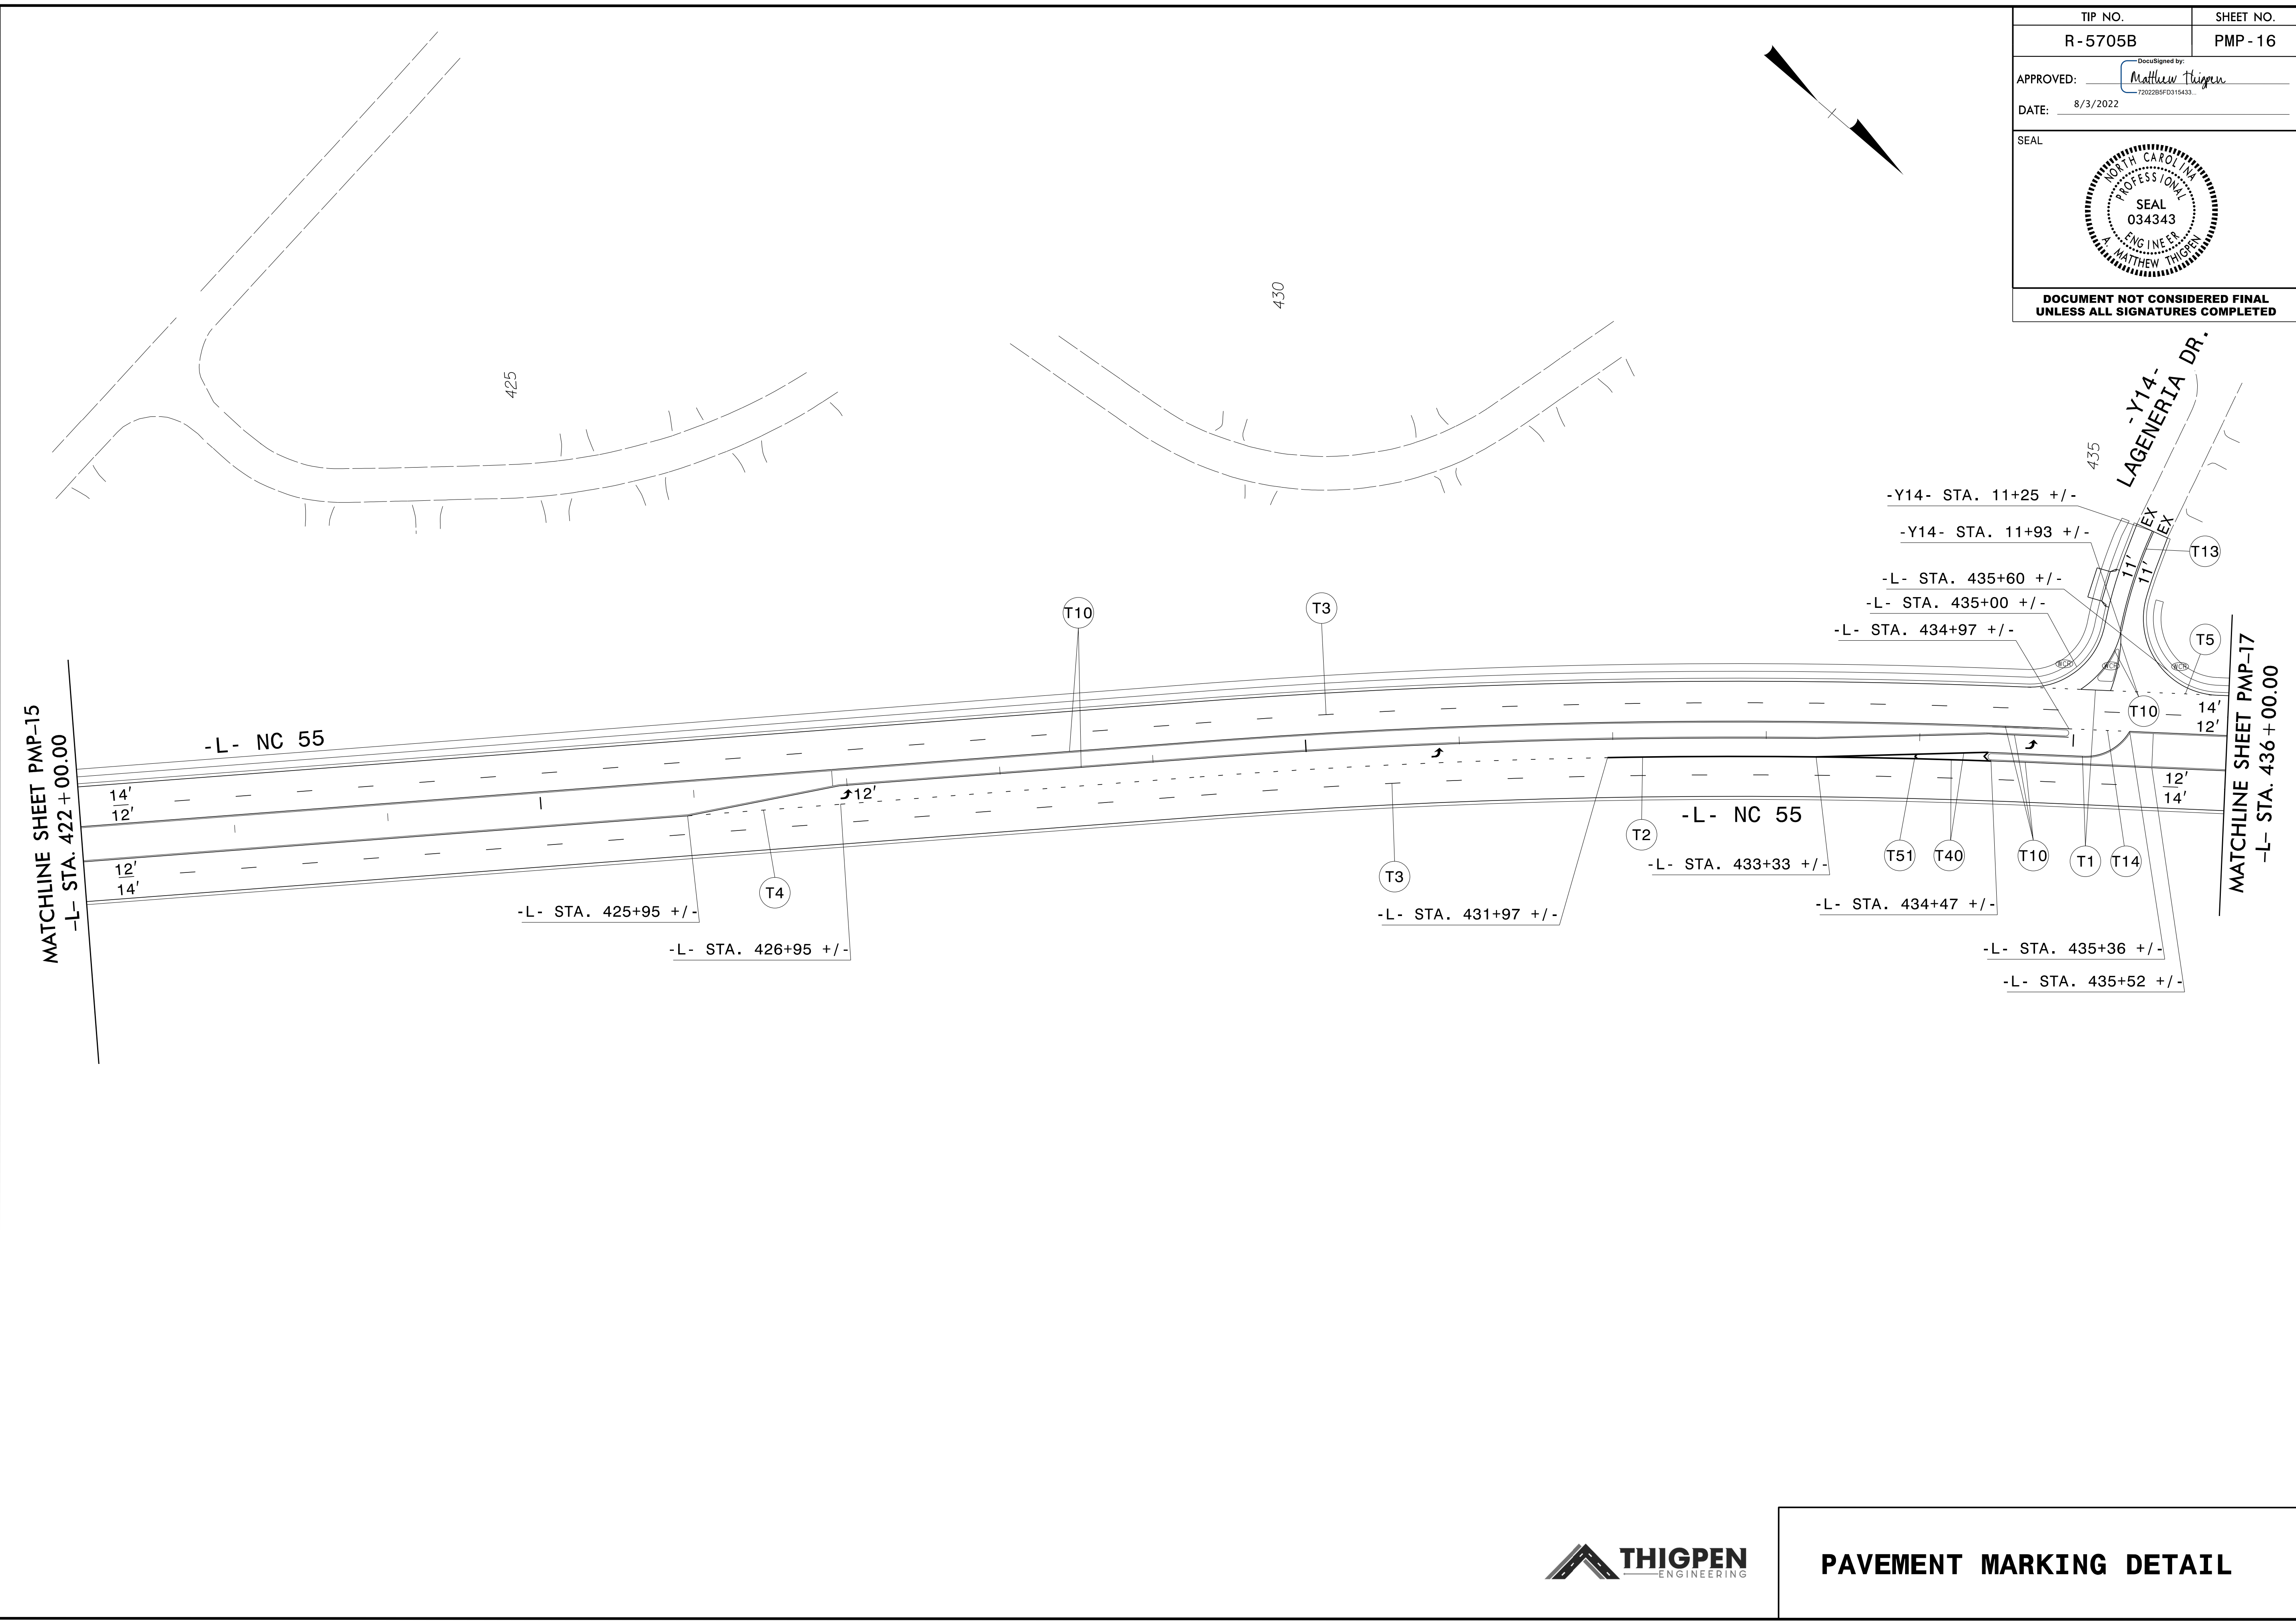 TIP NO.
SHEET NO.
R-5705B
PMP-16
DocuSigned by:
APPROVED: Matthew Thigpen
72022B5FD315433...
DATE: 8/3/2022
SEAL
NORTH CAROLINA
PROFESSIONAL
SEAL
034343
ENGINEER
A. MATTHEW THIGPEN
DOCUMENT NOT CONSIDERED FINAL
UNLESS ALL SIGNATURES COMPLETED
425
430
435
-Y14-
LAGENERIA DR.
-Y14- STA. 11+25 +/-
-Y14- STA. 11+93 +/-
-L- STA. 435+60 +/-
-L- STA. 435+00 +/-
-L- STA. 434+97 +/-
EX
EX
11'
11'
T13
T5
WCR
WCR
WCR
T10
T3
T10
14'
12'
MATCHLINE SHEET PMP-15
-L- STA. 422+00.00
-L- NC 55
14'
12'
12'
14'
12'
12'
14'
MATCHLINE SHEET PMP-17
-L- STA. 436+00.00
-L- NC 55
T4
T3
T2
T51
T40
T10
T1
T14
-L- STA. 433+33 +/-
-L- STA. 425+95 +/-
-L- STA. 431+97 +/-
-L- STA. 434+47 +/-
-L- STA. 426+95 +/-
-L- STA. 435+36 +/-
-L- STA. 435+52 +/-
THIGPEN
ENGINEERING
PAVEMENT MARKING DETAIL